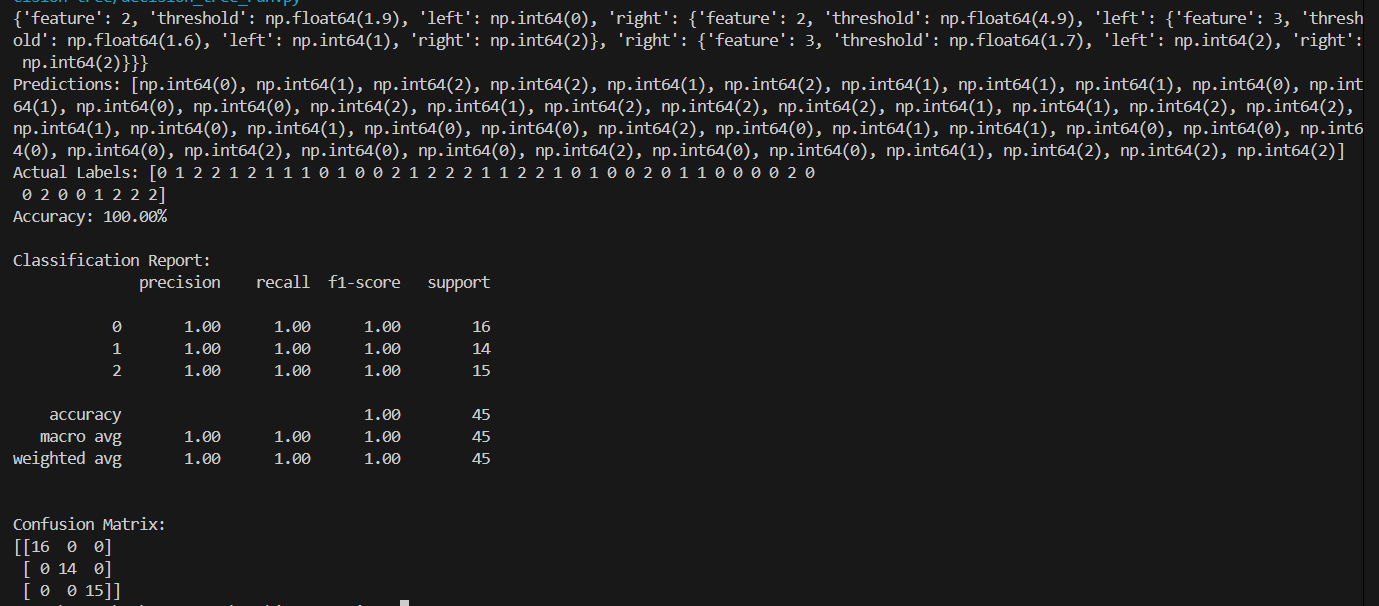 cision tree/decision_tree_run.py
{'feature': 2, 'threshold': np.float64(1.9), 'left': np.int64(0), 'right': {'feature': 2, 'threshold': np.float64(4.9), 'left': {'feature': 3, 'thresh
old': np.float64(1.6), 'left': np.int64(1), 'right': np.int64(2)}, 'right': {'feature': 3, 'threshold': np.float64(1.7), 'left': np.int64(2), 'right':
np.int64(2)}}}
Predictions: [np.int64(0), np.int64(1), np.int64(2), np.int64(2), np.int64(1), np.int64(2), np.int64(1), np.int64(1), np.int64(1), np.int64(0), np.int
64(1), np.int64(0), np.int64(0), np.int64(2), np.int64(1), np.int64(2), np.int64(2), np.int64(2), np.int64(1), np.int64(1), np.int64(2), np.int64(2),
np.int64(1), np.int64(0), np.int64(1), np.int64(0), np.int64(0), np.int64(2), np.int64(0), np.int64(1), np.int64(1), np.int64(0), np.int64(0), np.int6
4(0), np.int64(0), np.int64(2), np.int64(0), np.int64(0), np.int64(2), np.int64(0), np.int64(0), np.int64(1), np.int64(2), np.int64(2), np.int64(2)]
Actual Labels: [0 1 2 2 1 2 1 1 1 0 1 0 0 2 1 2 2 2 1 1 2 2 1 0 1 0 0 2 0 1 1 0 0 0 0 2 0
0 2 0 0 1 2 2 2]
Accuracy: 100.00%
Classification Report:
precision recall f1-score support
0 1.00 1.00 1.00 16
1 1.00 1.00 1.00 14
2 1.00 1.00 1.00 15
accuracy 1.00 45
macro avg 1.00 1.00 1.00 45
weighted avg 1.00 1.00 1.00 45
Confusion Matrix:
[[16 0 0]
[ 0 14 0]
[ 0 0 15]]